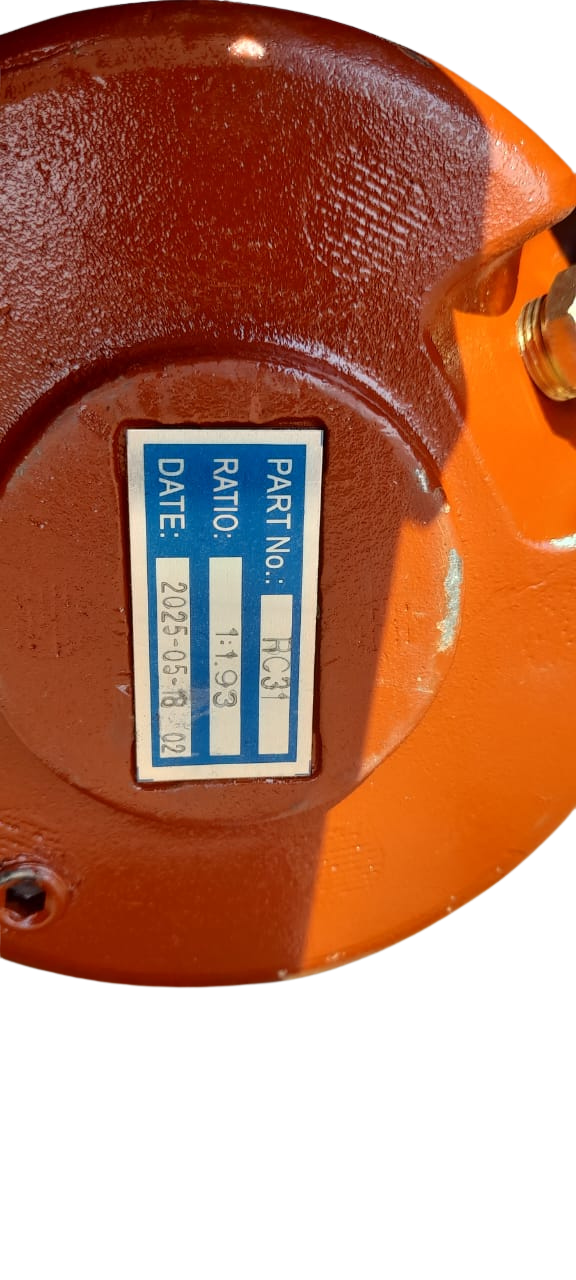 PART No.: RC31
RATIO: 1:1.93
DATE: 2025-05-18 02